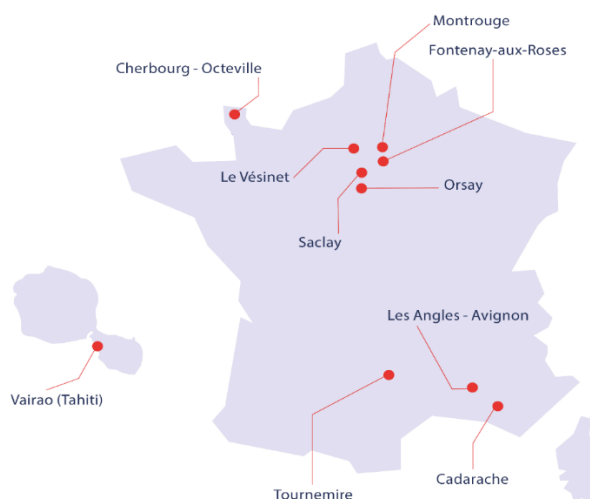 Montrouge
Fontenay-aux-Roses
Cherbourg - Octeville
Le Vésinet
Orsay
Saclay
Les Angles - Avignon
Vairao (Tahiti)
Cadarache
Tournemire